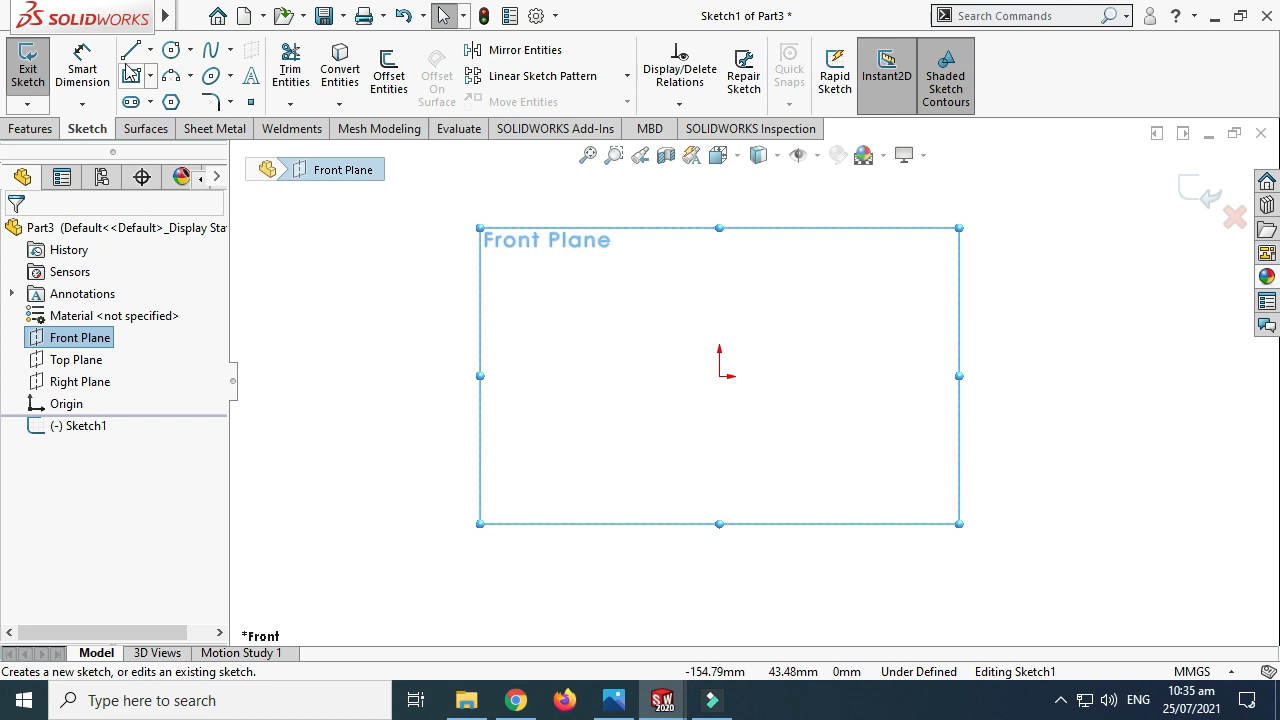 SOLIDWORKS
Sketch1 of Part3 *
Search Commands
Exit Sketch
Smart Dimension
Trim Entities
Convert Entities
Offset Entities
Offset On Surface
Mirror Entities
Linear Sketch Pattern
Move Entities
Display/Delete Relations
Repair Sketch
Quick Snaps
Rapid Sketch
Instant2D
Shaded Sketch Contours
Features
Sketch
Surfaces
Sheet Metal
Weldments
Mesh Modeling
Evaluate
SOLIDWORKS Add-Ins
MBD
SOLIDWORKS Inspection
Front Plane
Part3 (Default<<Default>_Display Sta
History
Sensors
Annotations
Material <not specified>
Front Plane
Top Plane
Right Plane
Origin
(-) Sketch1
Front Plane
*Front
Model
3D Views
Motion Study 1
Creates a new sketch, or edits an existing sketch.
-154.79mm
43.48mm
0mm
Under Defined
Editing Sketch1
MMGS
Type here to search
SW
2020
ENG
10:35 am
25/07/2021